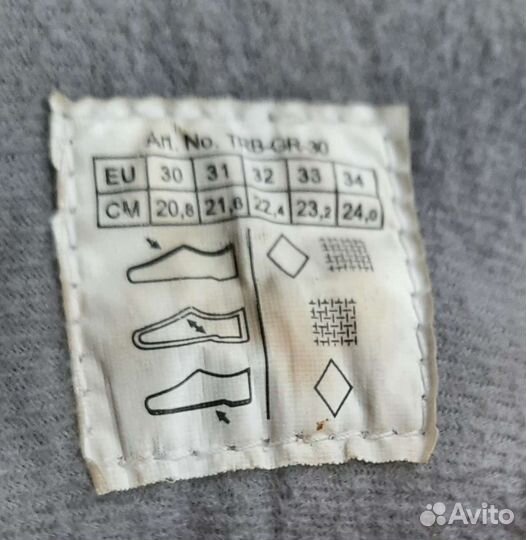 Art. No. TRB-GR-30
EU 30 31 32 33 34
CM 20,8 21,6 22,4 23,2 24,0
Avito